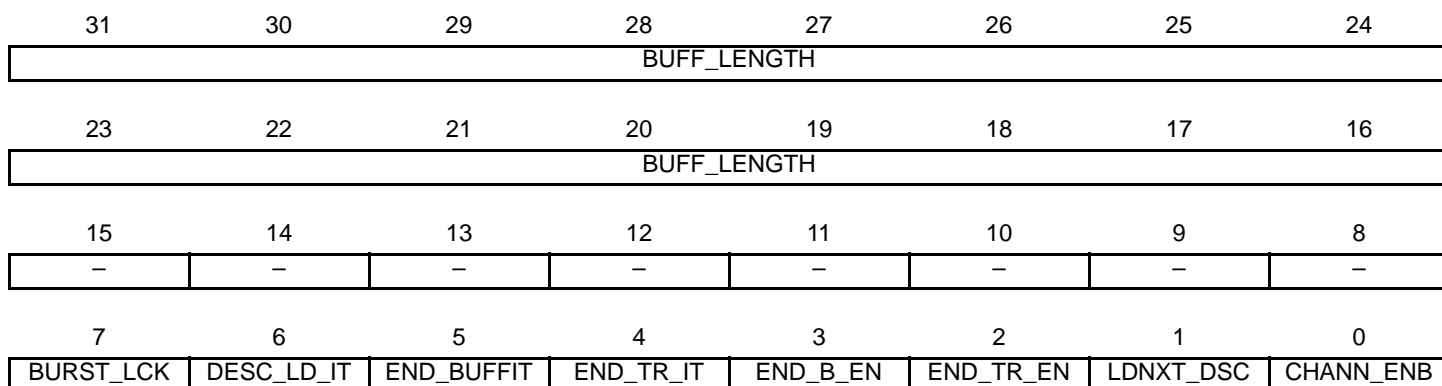 31 30 29 28 27 26 25 24
BUFF_LENGTH
23 22 21 20 19 18 17 16
BUFF_LENGTH
15 14 13 12 11 10 9 8
– – – – – – – –
7 6 5 4 3 2 1 0
BURST_LCK DESC_LD_IT END_BUFFIT END_TR_IT END_B_EN END_TR_EN LDNXT_DSC CHANN_ENB